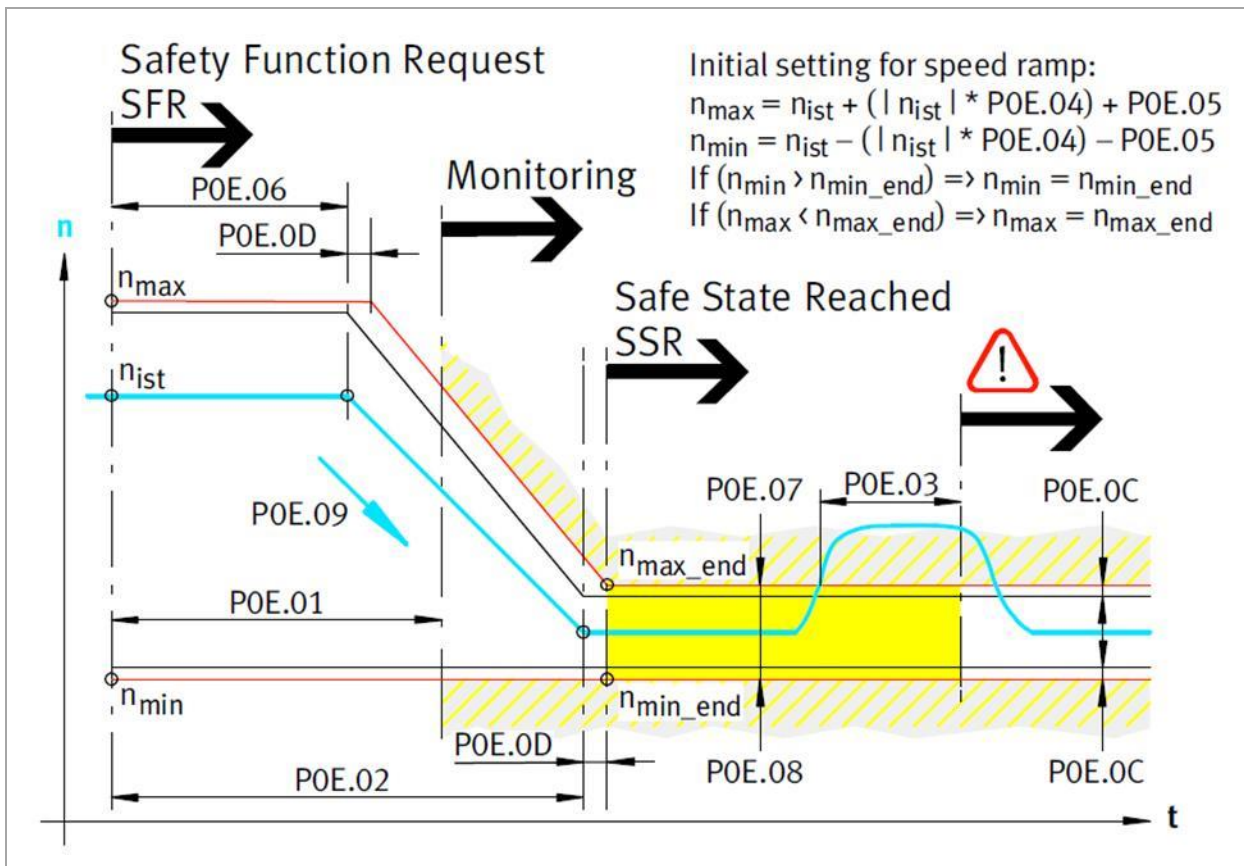 Safety Function Request
SFR
Initial setting for speed ramp:
nmax = nist + ( | nist | * P0E.04) + P0E.05
nmin = nist – ( | nist | * P0E.04) – P0E.05
If (nmin > nmin_end) => nmin = nmin_end
If (nmax < nmax_end) => nmax = nmax_end
Monitoring
P0E.06
n
P0E.0D
nmax
Safe State Reached
SSR
!
nist
P0E.09
P0E.07
P0E.03
P0E.0C
nmax_end
P0E.01
nmin
nmin_end
P0E.0D
P0E.02
P0E.08
P0E.0C
t